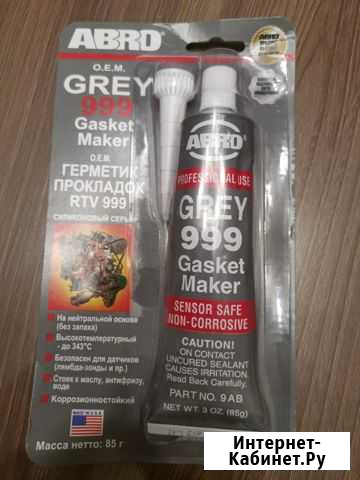 ABRO
O.E.M.
GREY
999
Gasket
Maker
О.Е.М.
ГЕРМЕТИК
ПРОКЛАДОК
RTV 999
СИЛИКОНОВЫЙ СЕРЫЙ
На нейтральной основе
(без запаха)
Высокотемпературный
- до 343°C
Безопасен для датчиков
(лямбда-зонды и пр.)
Стоек к маслу, антифризу,
воде
Коррозионностойкий
Масса нетто: 85 г
ABRO
PROFESSIONAL USE
GREY
999
Gasket
Maker
SENSOR SAFE
NON-CORROSIVE
CAUTION!
ON CONTACT
UNCURED SEALANT
CAUSES IRRITATION.
Read Back Carefully.
PART NO. 9AB
NET WT. 3 OZ. (85g)
ABRO
Интернет-
Кабинет.Ру